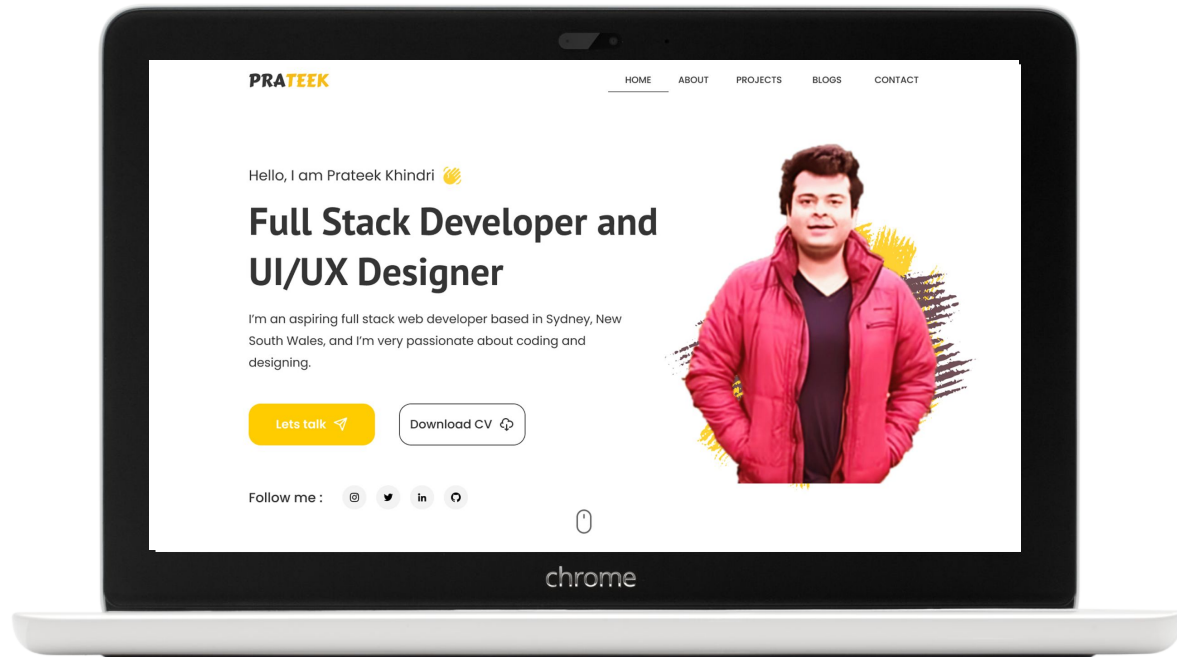 PRATEEK
HOME ABOUT PROJECTS BLOGS CONTACT
Hello, I am Prateek Khindri
Full Stack Developer and
UI/UX Designer
I'm an aspiring full stack web developer based in Sydney, New
South Wales, and I'm very passionate about coding and
designing.
Lets talk
Download CV
Follow me :
in
chrome